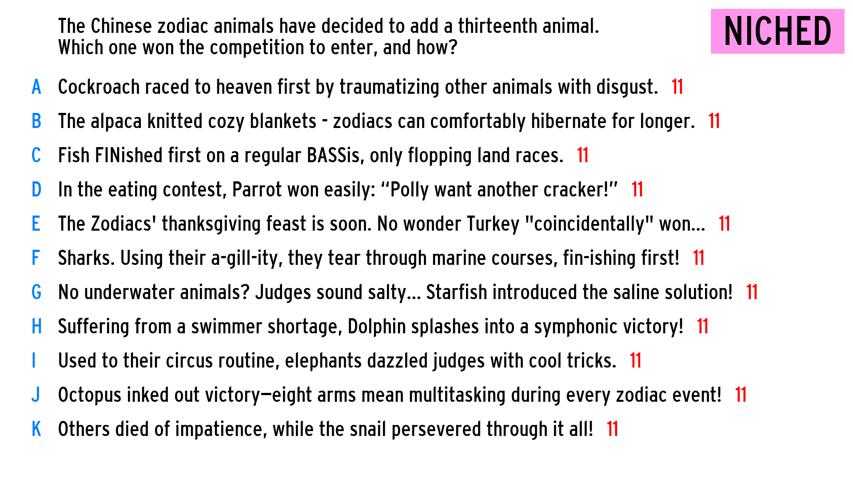 The Chinese zodiac animals have decided to add a thirteenth animal.
Which one won the competition to enter, and how?
NICHED
A Cockroach raced to heaven first by traumatizing other animals with disgust. 11
B The alpaca knitted cozy blankets - zodiacs can comfortably hibernate for longer. 11
C Fish FINished first on a regular BASSis, only flopping land races. 11
D In the eating contest, Parrot won easily: “Polly want another cracker!” 11
E The Zodiacs' thanksgiving feast is soon. No wonder Turkey "coincidentally" won... 11
F Sharks. Using their a-gill-ity, they tear through marine courses, fin-ishing first! 11
G No underwater animals? Judges sound salty... Starfish introduced the saline solution! 11
H Suffering from a swimmer shortage, Dolphin splashes into a symphonic victory! 11
I Used to their circus routine, elephants dazzled judges with cool tricks. 11
J Octopus inked out victory—eight arms mean multitasking during every zodiac event! 11
K Others died of impatience, while the snail persevered through it all! 11